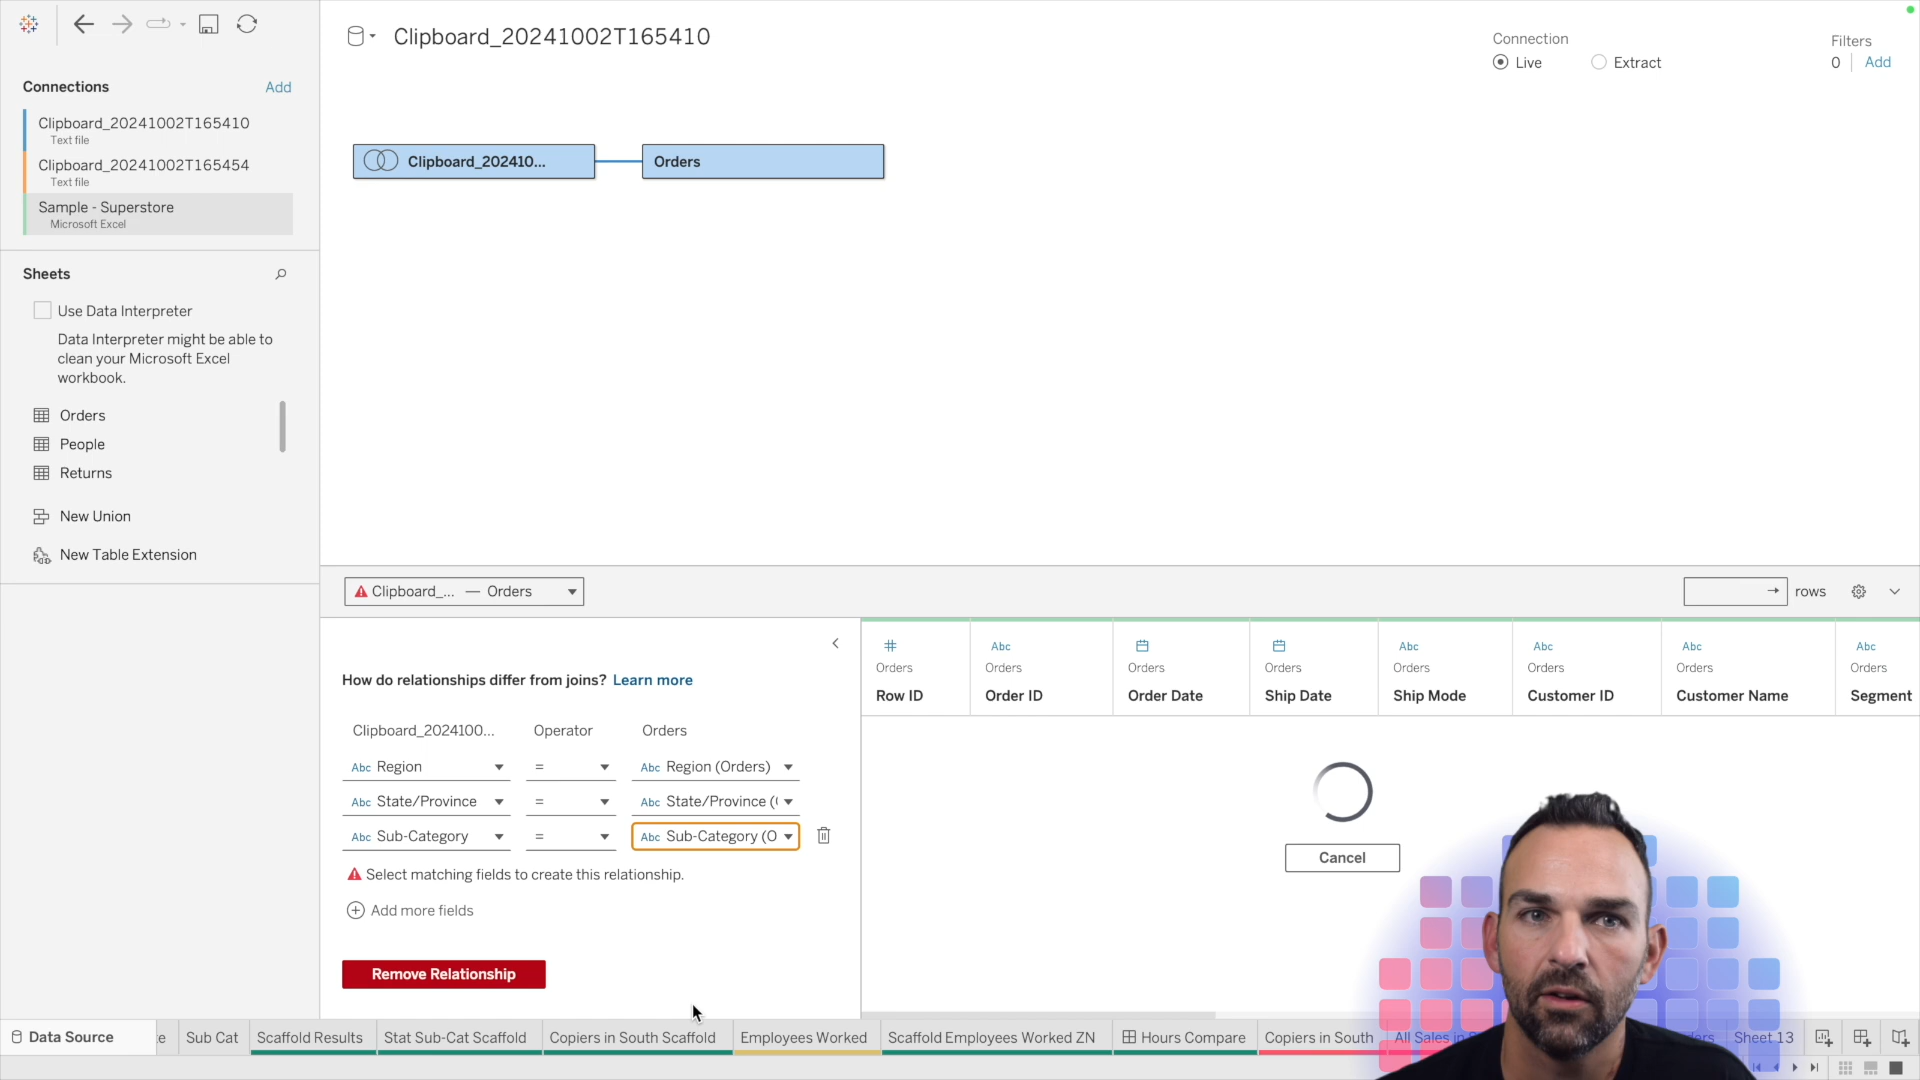 Clipboard_20241002T165410
Connection
Live
Extract
Filters
0
Add
Connections
Add
Clipboard_20241002T165410
Text file
Clipboard_20241002T165454
Text file
Sample - Superstore
Microsoft Excel
Clipboard_202410...
Orders
Sheets
Use Data Interpreter
Data Interpreter might be able to
clean your Microsoft Excel
workbook.
Orders
People
Returns
New Union
New Table Extension
Clipboard_... — Orders
rows
How do relationships differ from joins? Learn more
Clipboard_2024100...
Operator
Orders
Abc Region
=
Abc Region (Orders)
Abc State/Province
=
Abc State/Province (
Abc Sub-Category
=
Abc Sub-Category (O
Select matching fields to create this relationship.
Add more fields
Remove Relationship
#
Orders
Row ID
Abc
Orders
Order ID
Orders
Order Date
Orders
Ship Date
Abc
Orders
Ship Mode
Abc
Orders
Customer ID
Abc
Orders
Customer Name
Abc
Orders
Segment
Cancel
Data Source
e
Sub Cat
Scaffold Results
Stat Sub-Cat Scaffold
Copiers in South Scaffold
Employees Worked
Scaffold Employees Worked ZN
Hours Compare
Copiers in South
All Sales in
Sheet 13